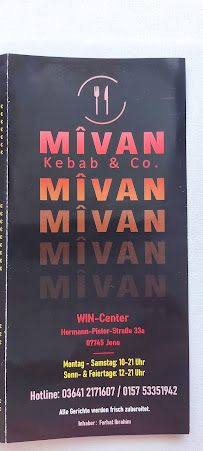 MÎVAN
Kebab & Co.
MÎVAN
MÎVAN
MÎVAN
MÎVAN
WIN-Center
Hermann-Pistor-Straße 33a
07745 Jena
Montag - Samstag: 10-21 Uhr
Sonn- & Feiertage: 12-21 Uhr
Hotline: 03641 2171607 / 0157 53351942
Alle Gerichte werden frisch zubereitet.
Inhaber : Ferhat Ibrahim